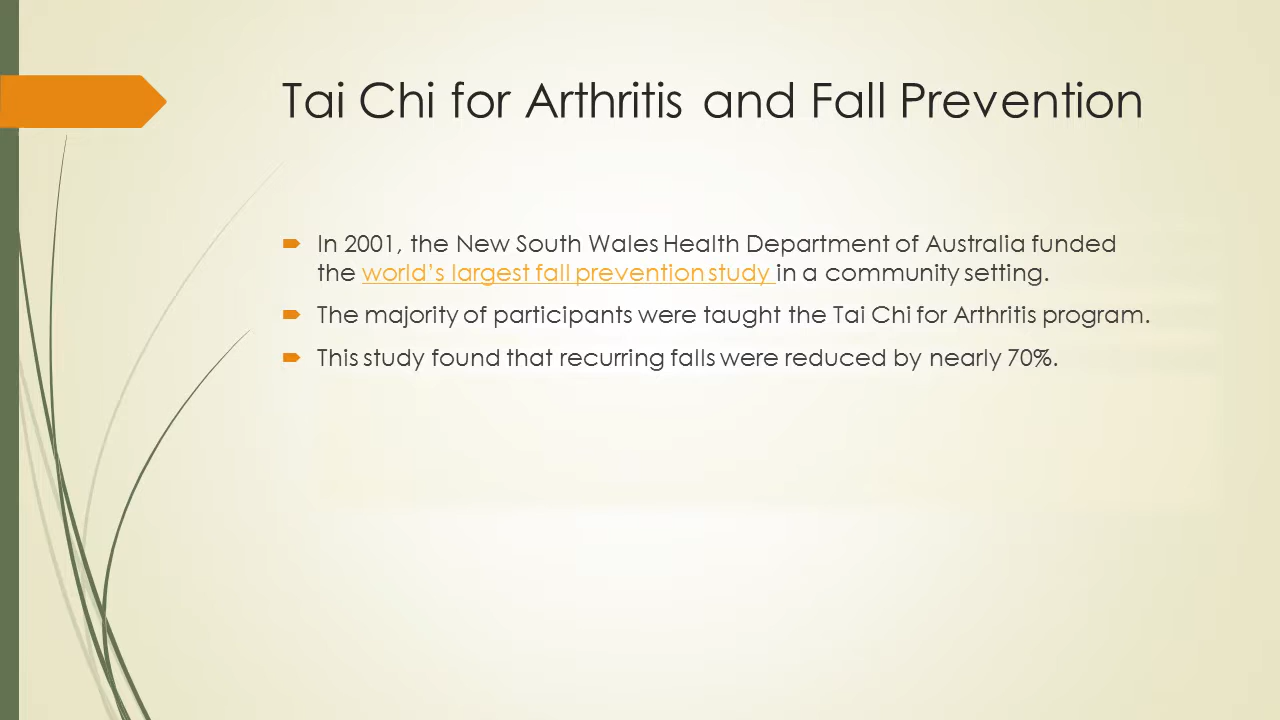 Tai Chi for Arthritis and Fall Prevention
In 2001, the New South Wales Health Department of Australia funded
the world's largest fall prevention study in a community setting.
The majority of participants were taught the Tai Chi for Arthritis program.
This study found that recurring falls were reduced by nearly 70%.